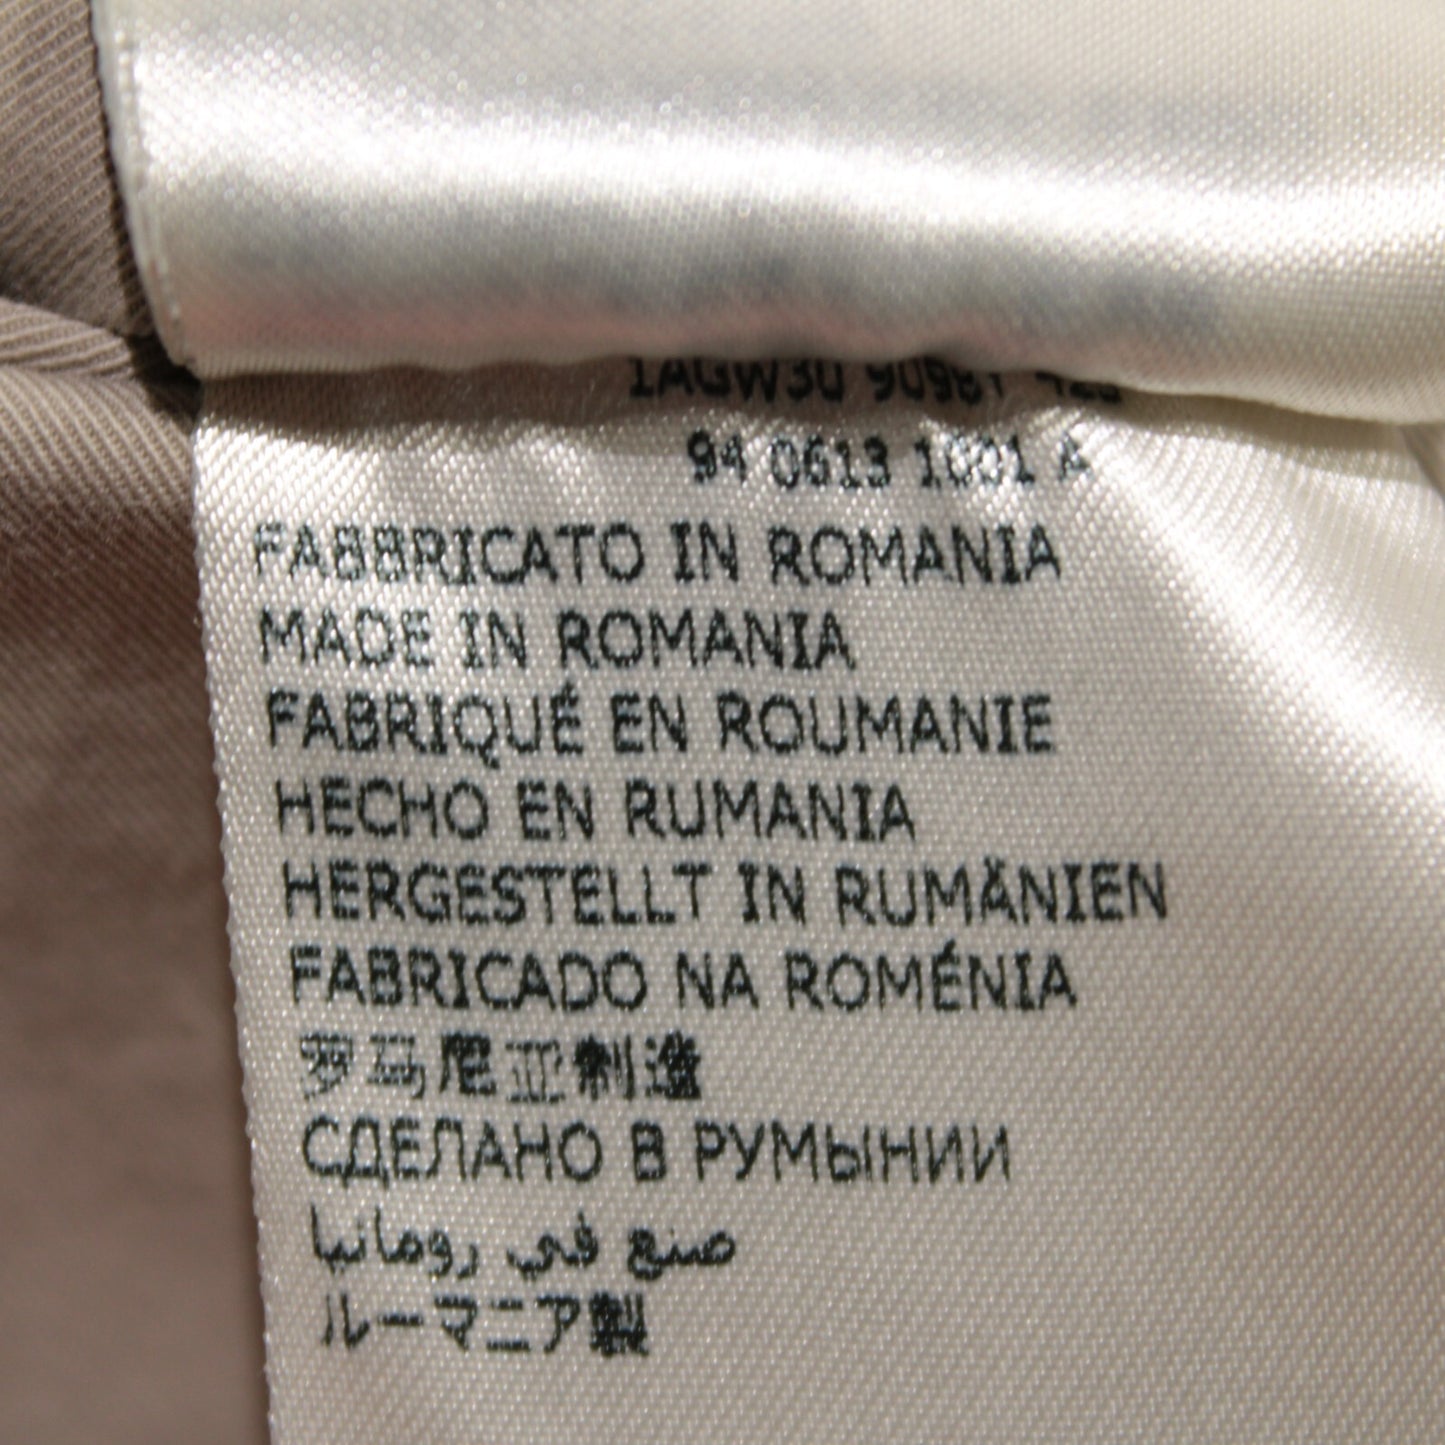 1AGW30 90981
94 0613 1001 A
FABBRICATO IN ROMANIA
MADE IN ROMANIA
FABRIQUÉ EN ROUMANIE
HECHO EN RUMANIA
HERGESTELLT IN RUMÄNIEN
FABRICADO NA ROMÉNIA
罗马尼亚制造
СДЕЛАНО В РУМЫНИИ
صنع في رومانيا
ルーマニア製